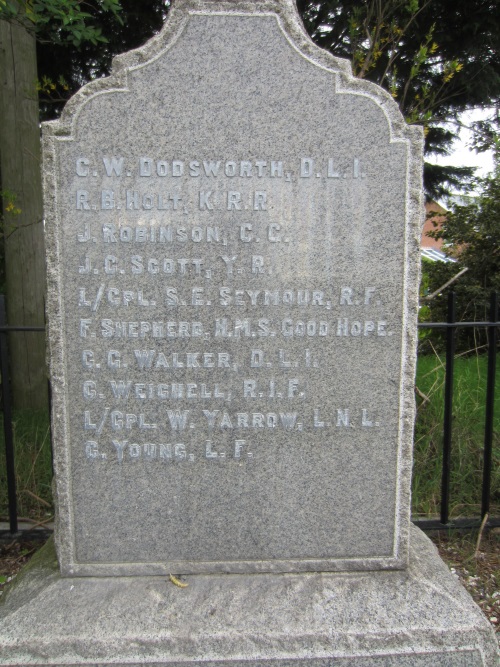 C. W. DODSWORTH, D. L. I.
R. B. HOLT, K. R. R.
J. ROBINSON, C. G.
J. G. SCOTT, Y. R.
L/CPL. S. E. SEYMOUR, R. F.
F. SHEPHERD, H.M.S. GOOD HOPE.
C. G. WALKER, D. L. I.
G. WEIGHELL, R. I. F.
L/CPL. W. YARROW, L. N. L.
G. YOUNG, L. F.